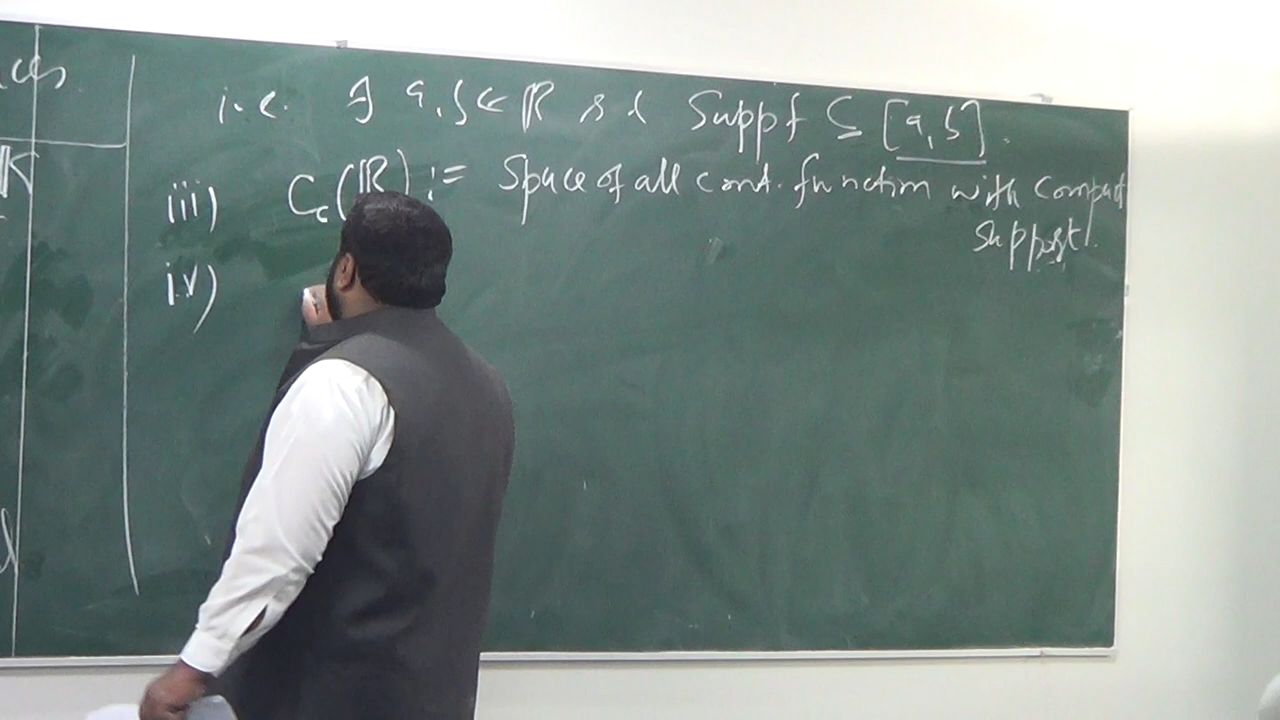 i.e. ∃ a, b ∈ ℝ s.t Supp f ⊆ [a, b].
iii) C_c(ℝ) := Space of all cont. function with compact
support.
iv)